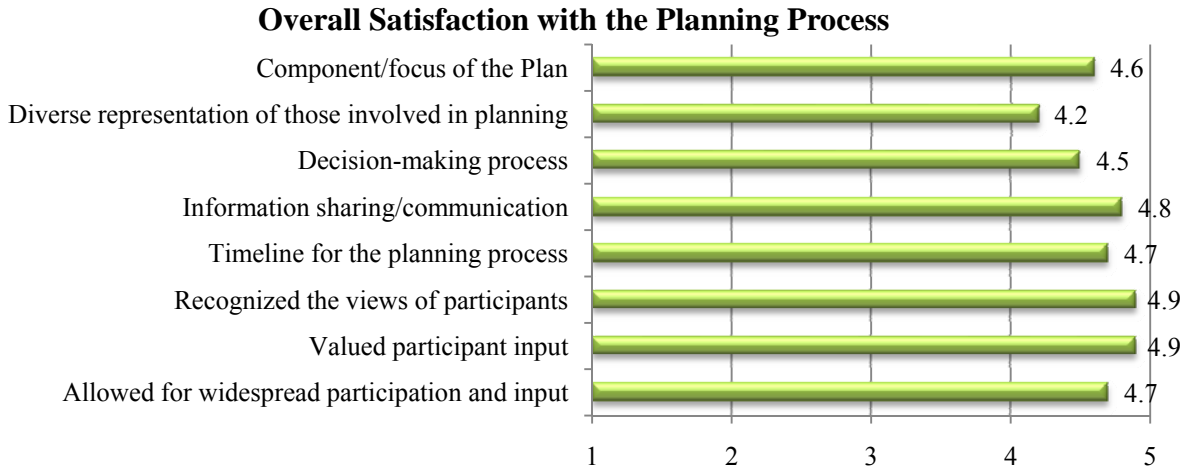 Overall Satisfaction with the Planning Process
Component/focus of the Plan 4.6
Diverse representation of those involved in planning 4.2
Decision-making process 4.5
Information sharing/communication 4.8
Timeline for the planning process 4.7
Recognized the views of participants 4.9
Valued participant input 4.9
Allowed for widespread participation and input 4.7
1 2 3 4 5